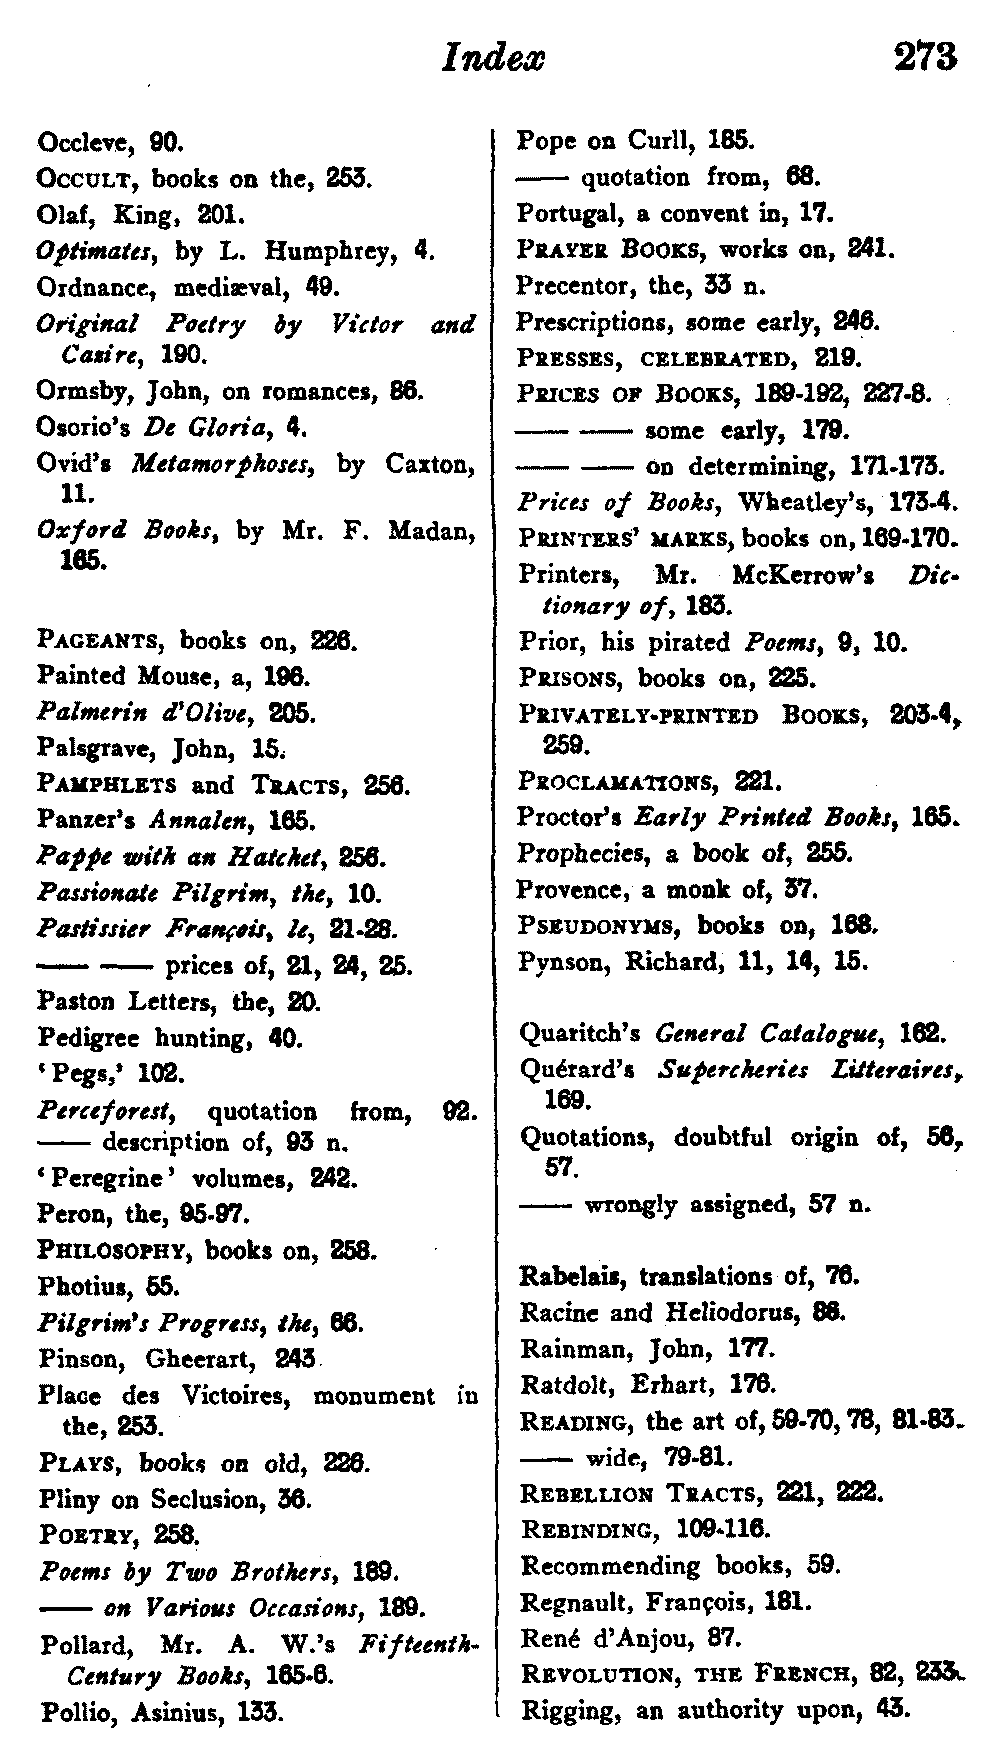 Index 273
Occleve, 90.
OCCULT, books on the, 253.
Olaf, King, 201.
Optimates, by L. Humphrey, 4.
Ordnance, mediæval, 49.
Original Poetry by Victor and
Cazire, 190.
Ormsby, John, on romances, 86.
Osorio's De Gloria, 4.
Ovid's Metamorphoses, by Caxton,
11.
Oxford Books, by Mr. F. Madan,
165.
PAGEANTS, books on, 226.
Painted Mouse, a, 196.
Palmerin d'Olive, 205.
Palsgrave, John, 15.
PAMPHLETS and TRACTS, 256.
Panzer's Annalen, 165.
Pappe with an Hatchet, 256.
Passionate Pilgrim, the, 10.
Pastissier François, le, 21-28.
—— —— prices of, 21, 24, 25.
Paston Letters, the, 20.
Pedigree hunting, 40.
'Pegs,' 102.
Perceforest, quotation from, 92.
—— description of, 93 n.
'Peregrine' volumes, 242.
Peron, the, 95-97.
PHILOSOPHY, books on, 258.
Photius, 55.
Pilgrim's Progress, the, 66.
Pinson, Gheerart, 243.
Place des Victoires, monument in
the, 253.
PLAYS, books on old, 226.
Pliny on Seclusion, 36.
POETRY, 258.
Poems by Two Brothers, 189.
—— on Various Occasions, 189.
Pollard, Mr. A. W.'s Fifteenth-
Century Books, 165-6.
Pollio, Asinius, 133.
Pope on Curll, 185.
—— quotation from, 68.
Portugal, a convent in, 17.
PRAYER BOOKS, works on, 241.
Precentor, the, 33 n.
Prescriptions, some early, 246.
PRESSES, CELEBRATED, 219.
PRICES OF BOOKS, 189-192, 227-8.
—— —— some early, 179.
—— —— on determining, 171-173.
Prices of Books, Wheatley's, 173-4.
PRINTERS' MARKS, books on, 169-170.
Printers, Mr. McKerrow's Dic-
tionary of, 183.
Prior, his pirated Poems, 9, 10.
PRISONS, books on, 225.
PRIVATELY-PRINTED BOOKS, 203-4,
259.
PROCLAMATIONS, 221.
Proctor's Early Printed Books, 165.
Prophecies, a book of, 255.
Provence, a monk of, 37.
PSEUDONYMS, books on, 168.
Pynson, Richard, 11, 14, 15.
Quaritch's General Catalogue, 162.
Quérard's Supercheries Litteraires,
169.
Quotations, doubtful origin of, 56,
57.
—— wrongly assigned, 57 n.
Rabelais, translations of, 76.
Racine and Heliodorus, 86.
Rainman, John, 177.
Ratdolt, Erhart, 176.
READING, the art of, 59-70, 78, 81-83.
—— wide, 79-81.
REBELLION TRACTS, 221, 222.
REBINDING, 109-116.
Recommending books, 59.
Regnault, François, 181.
René d'Anjou, 87.
REVOLUTION, THE FRENCH, 82, 233.
Rigging, an authority upon, 43.